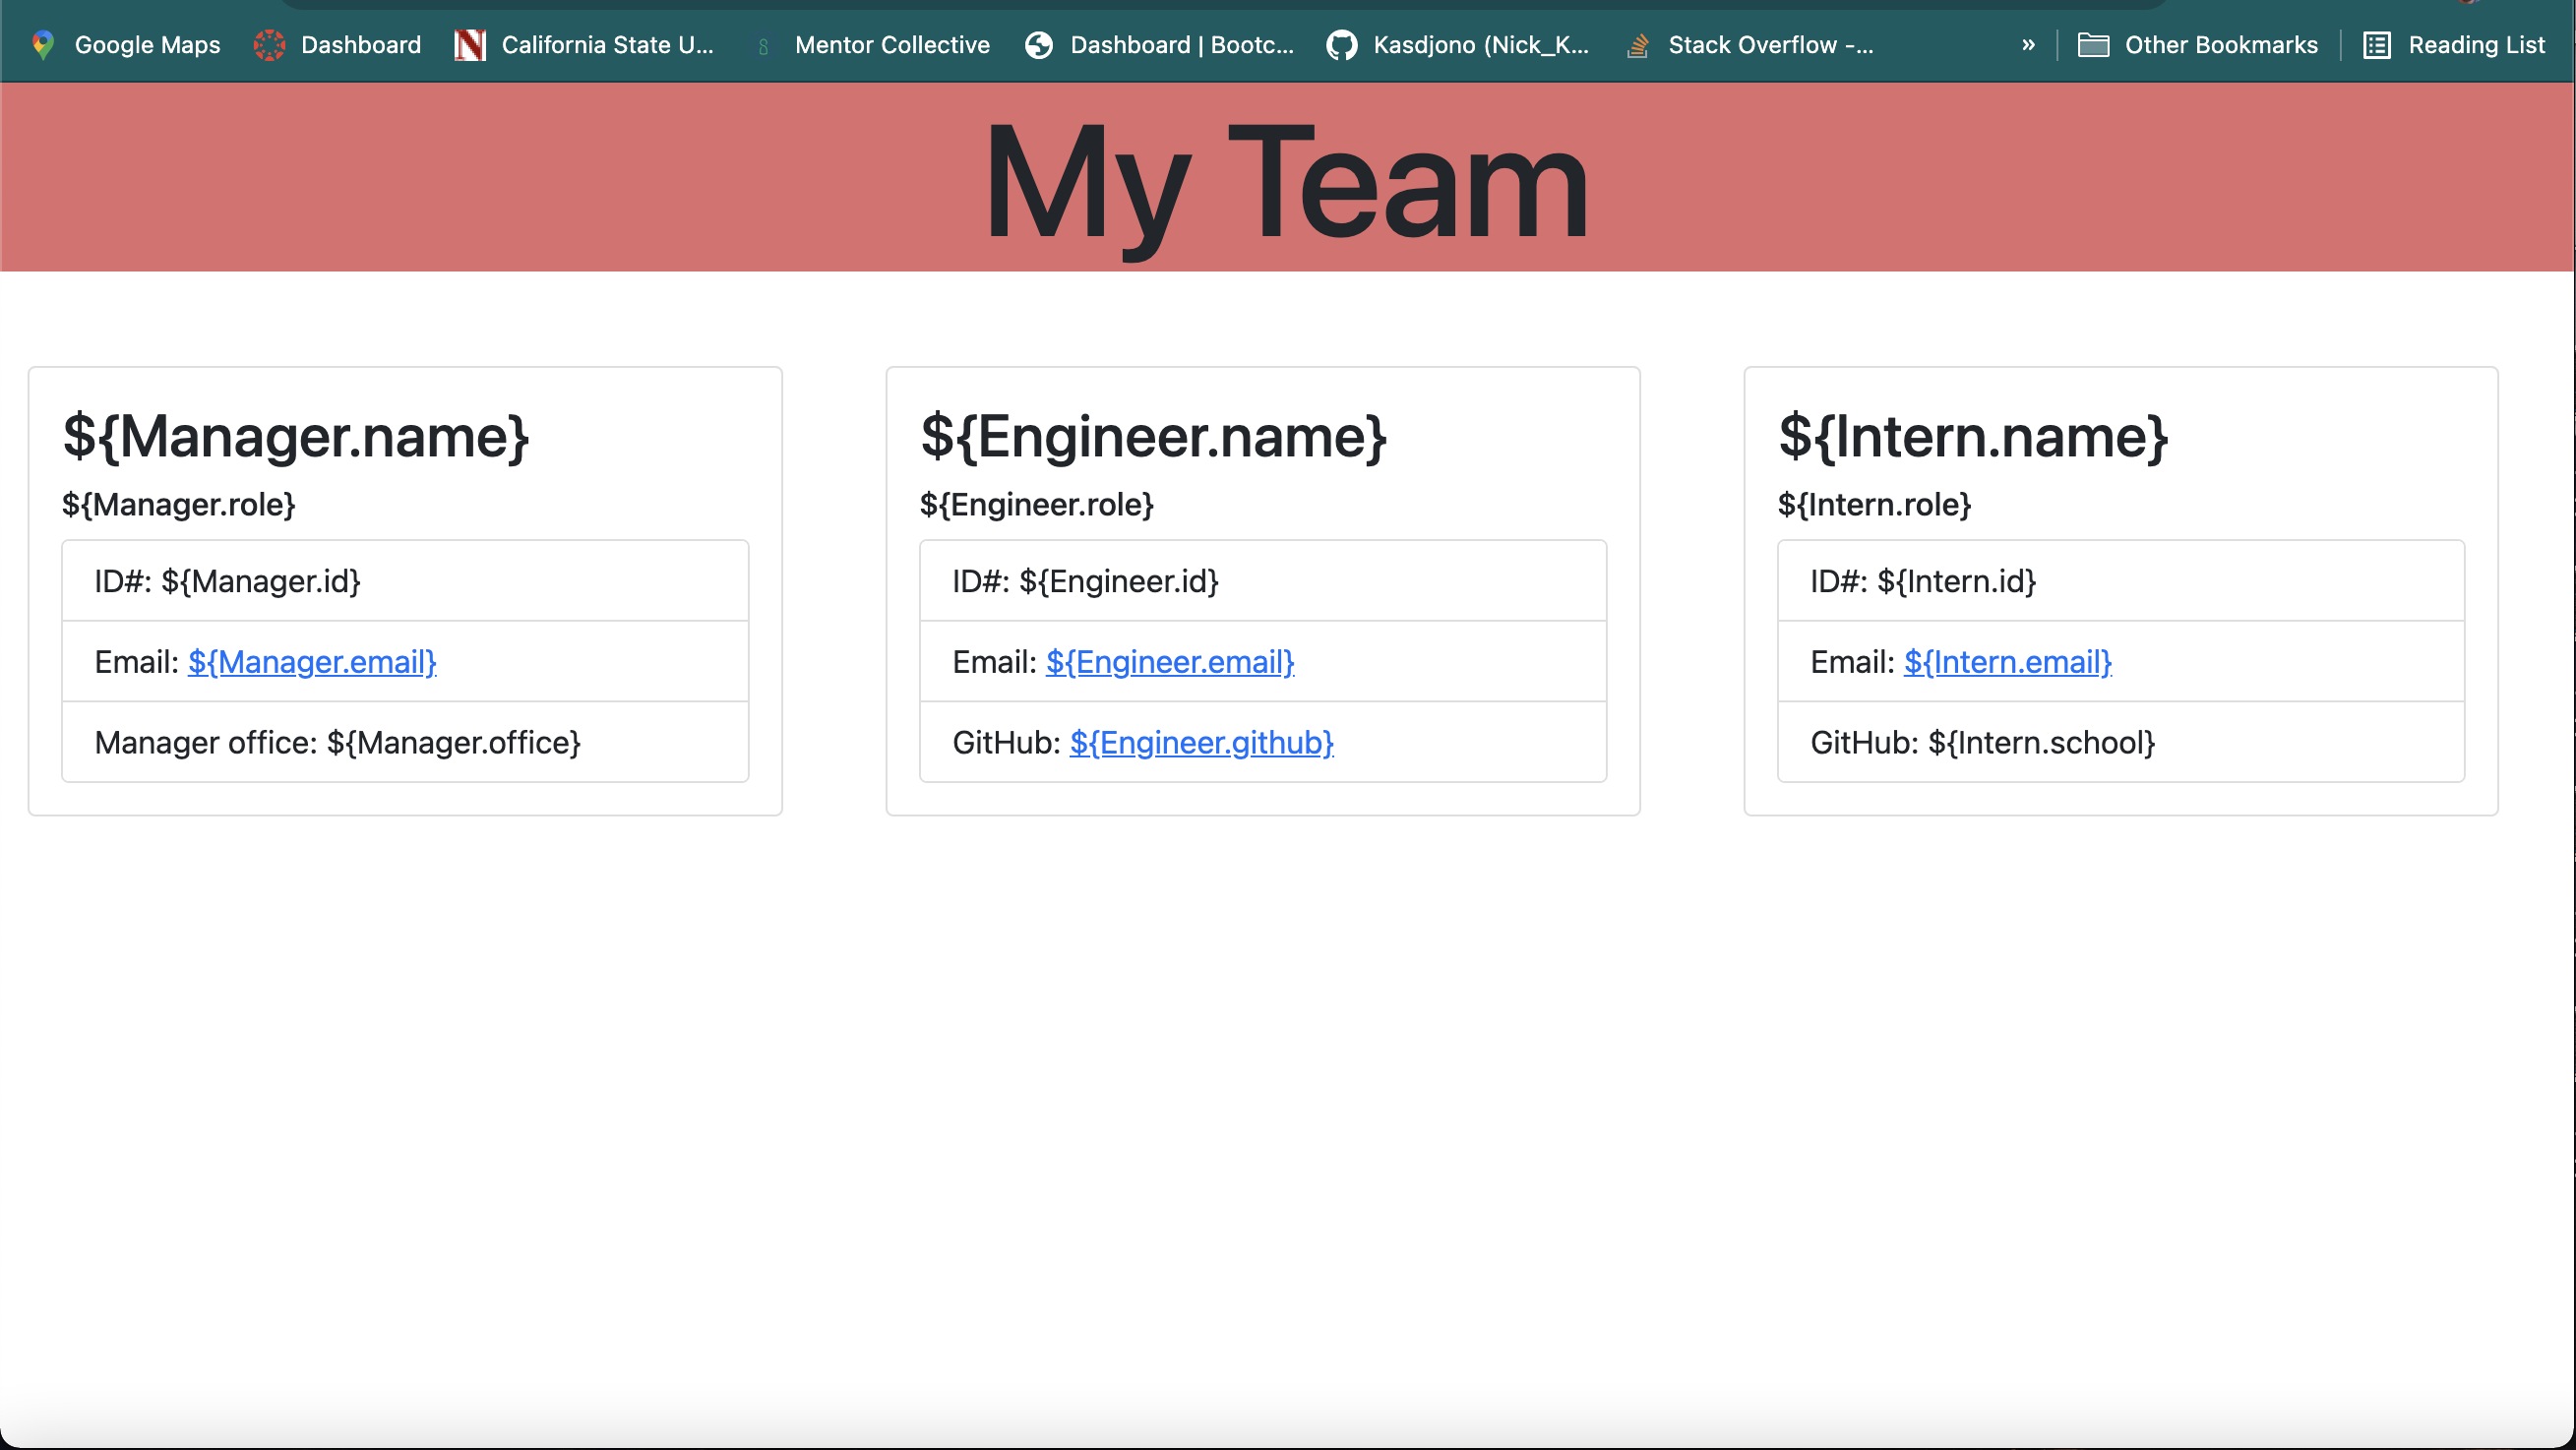 Google Maps Dashboard California State U... Mentor Collective Dashboard | Bootc... Kasdjono (Nick_K... Stack Overflow -... » Other Bookmarks Reading List
My Team
${Manager.name}
${Manager.role}
ID#: ${Manager.id}
Email: ${Manager.email}
Manager office: ${Manager.office}
${Engineer.name}
${Engineer.role}
ID#: ${Engineer.id}
Email: ${Engineer.email}
GitHub: ${Engineer.github}
${Intern.name}
${Intern.role}
ID#: ${Intern.id}
Email: ${Intern.email}
GitHub: ${Intern.school}